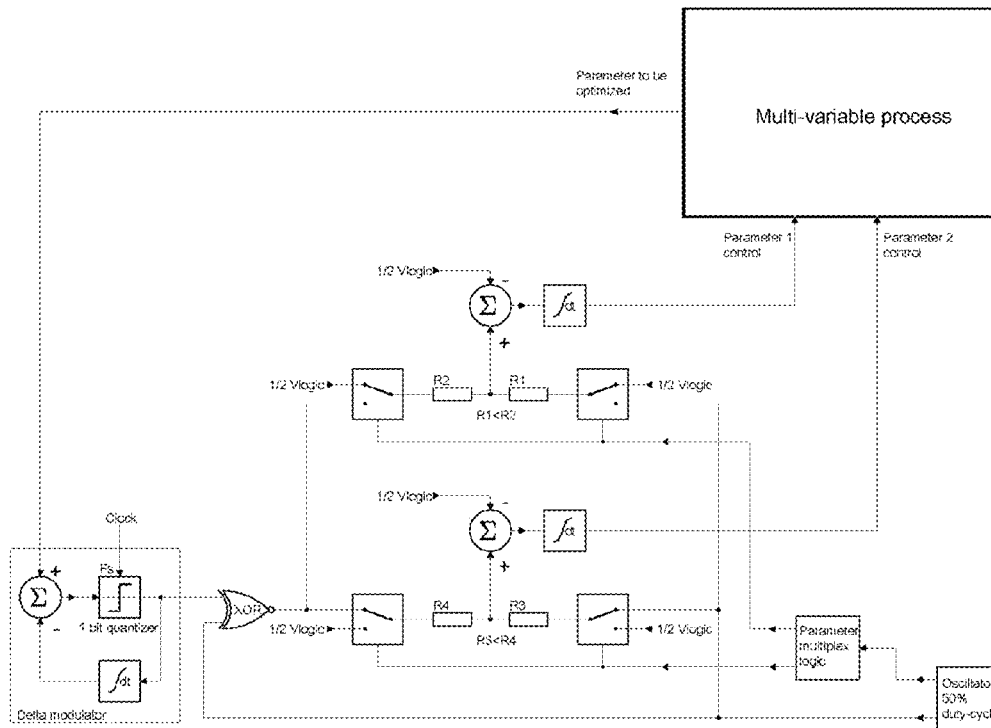 Parameter to be
optimized
Multi-variable process
Parameter 1
control
Parameter 2
control
1/2 Vlogic
-
Σ
∫dt
+
1/2 Vlogic
R2
R1
1/2 Vlogic
R1<R2
1/2 Vlogic
-
Σ
∫dt
+
Clock
Fs
+
Σ
-
1 bit quantizer
∫dt
Delta modulator
XOR
R4
R3
1/2 Vlogic
R3<R4
1/2 Vlogic
Parameter
multiplex
logic
Oscillator
50%
duty-cycle